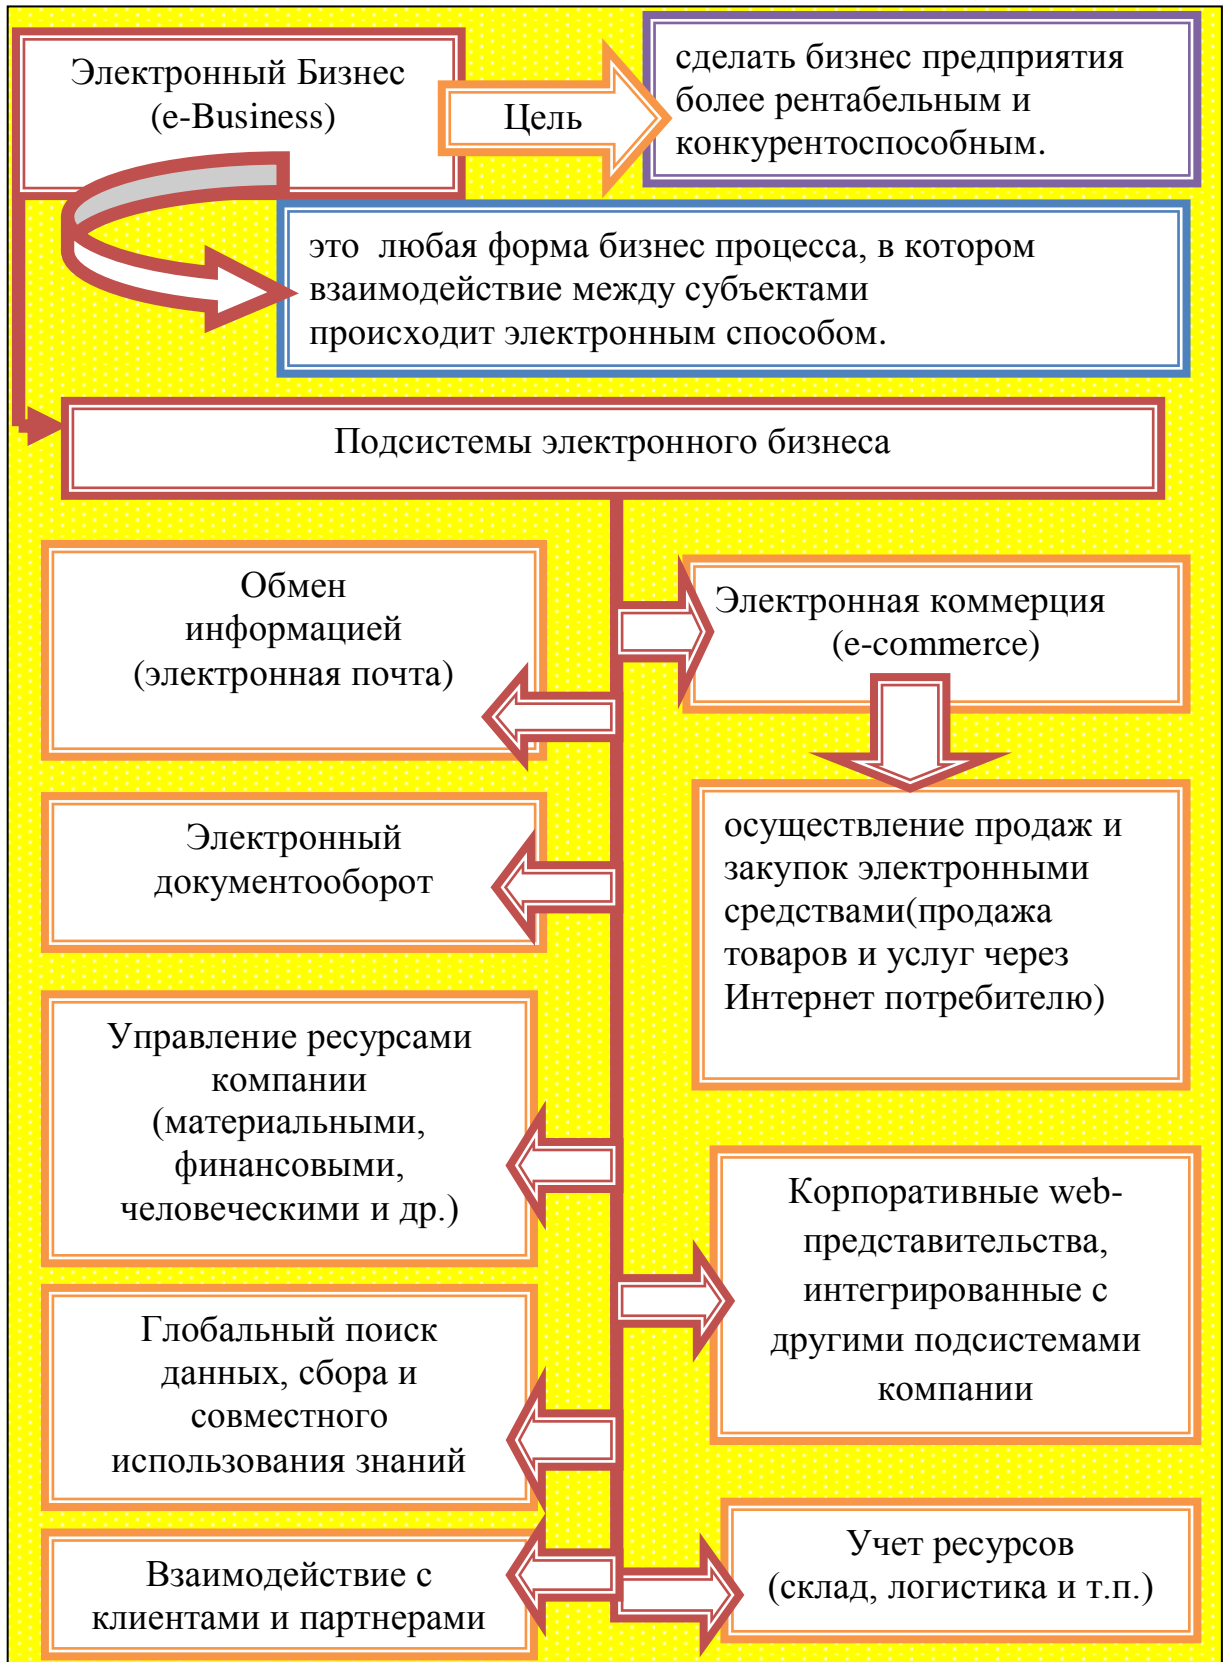 Электронный Бизнес
(e-Business)
Цель
сделать бизнес предприятия
более рентабельным и
конкурентоспособным.
это  любая форма бизнес процесса, в котором
взаимодействие между субъектами
происходит электронным способом.
Подсистемы электронного бизнеса
Обмен
информацией
(электронная почта)
Электронная коммерция
(e-commerce)
Электронный
документооборот
осуществление продаж и
закупок электронными
средствами(продажа
товаров и услуг через
Интернет потребителю)
Управление ресурсами
компании
(материальными,
финансовыми,
человеческими и др.)
Корпоративные web-
представительства,
интегрированные с
другими подсистемами
компании
Глобальный поиск
данных, сбора и
совместного
использования знаний
Взаимодействие с
клиентами и партнерами
Учет ресурсов
(склад, логистика и т.п.)